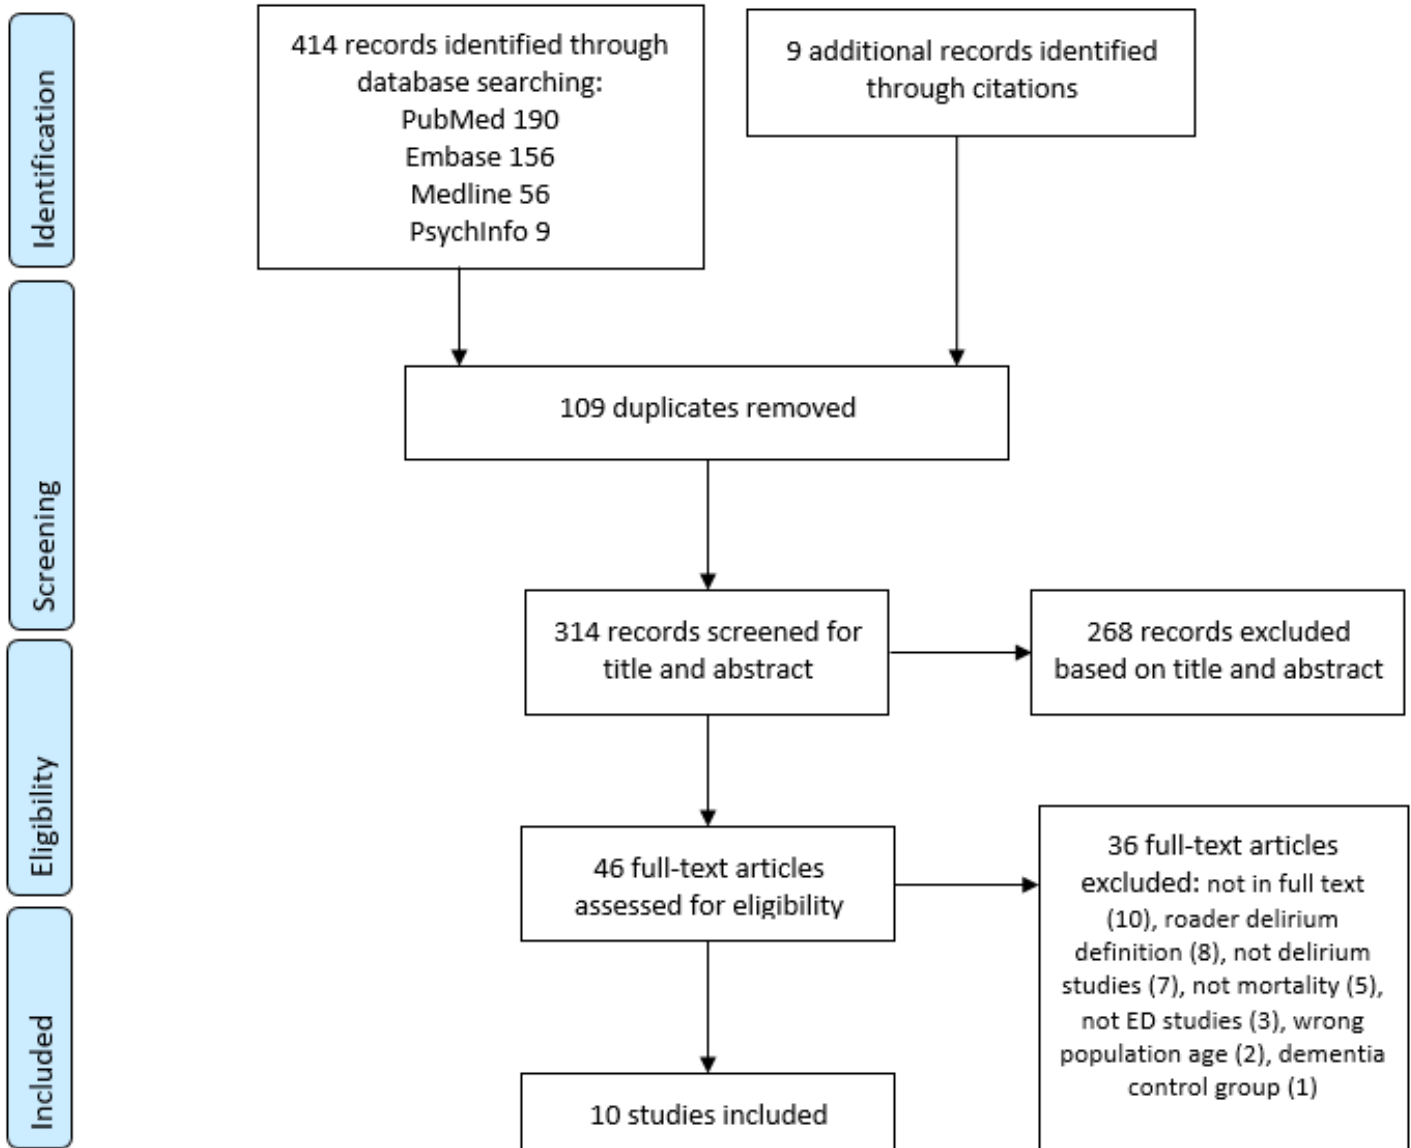 Identification
414 records identified through
database searching:
PubMed 190
Embase 156
Medline 56
PsychInfo 9
9 additional records identified
through citations
109 duplicates removed
Screening
314 records screened for
title and abstract
268 records excluded
based on title and abstract
Eligibility
46 full-text articles
assessed for eligibility
36 full-text articles
excluded: not in full text
(10), roader delirium
definition (8), not delirium
studies (7), not mortality (5),
not ED studies (3), wrong
population age (2), dementia
control group (1)
Included
10 studies included